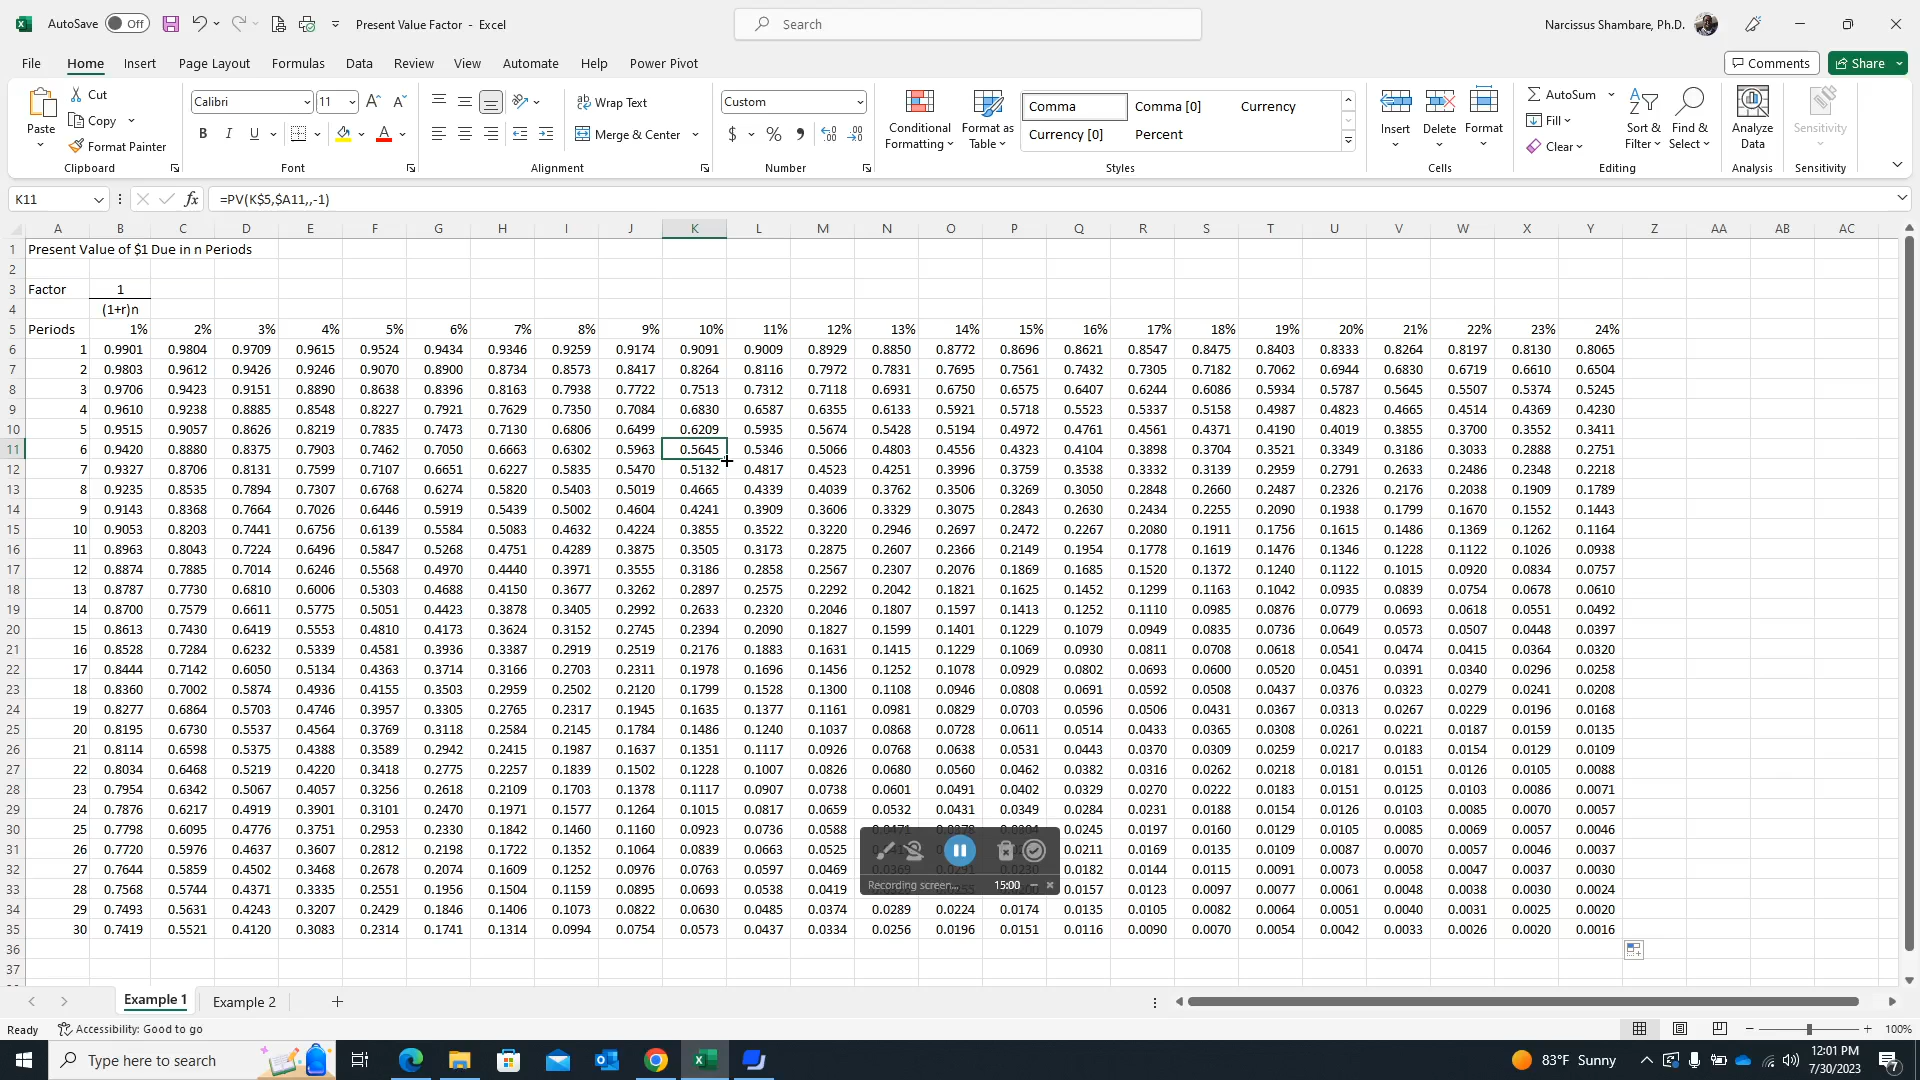 AutoSave Off Present Value Factor - Excel Search Narcissus Shambare, Ph.D.
File Home Insert Page Layout Formulas Data Review View Automate Help Power Pivot Comments Share
Paste Cut Copy Format Painter Clipboard
Calibri 11 B I U A Font
Wrap Text Merge & Center Alignment
Custom $ % Number
Conditional Formatting Format as Table Comma Comma [0] Currency Currency [0] Percent Styles
Insert Delete Format Cells
AutoSum Fill Clear Sort & Filter Find & Select Editing
Analyze Data Analysis Sensitivity Sensitivity
K11 fx =PV(K$5,$A11,,-1)
A B C D E F G H I J K L M N O P Q R S T U V W X Y Z AA AB AC
1 Present Value of $1 Due in n Periods
2
3 Factor 1
4 (1+r)n
5 Periods 1% 2% 3% 4% 5% 6% 7% 8% 9% 10% 11% 12% 13% 14% 15% 16% 17% 18% 19% 20% 21% 22% 23% 24%
6 1 0.9901 0.9804 0.9709 0.9615 0.9524 0.9434 0.9346 0.9259 0.9174 0.9091 0.9009 0.8929 0.8850 0.8772 0.8696 0.8621 0.8547 0.8475 0.8403 0.8333 0.8264 0.8197 0.8130 0.8065
7 2 0.9803 0.9612 0.9426 0.9246 0.9070 0.8900 0.8734 0.8573 0.8417 0.8264 0.8116 0.7972 0.7831 0.7695 0.7561 0.7432 0.7305 0.7182 0.7062 0.6944 0.6830 0.6719 0.6610 0.6504
8 3 0.9706 0.9423 0.9151 0.8890 0.8638 0.8396 0.8163 0.7938 0.7722 0.7513 0.7312 0.7118 0.6931 0.6750 0.6575 0.6407 0.6244 0.6086 0.5934 0.5787 0.5645 0.5507 0.5374 0.5245
9 4 0.9610 0.9238 0.8885 0.8548 0.8227 0.7921 0.7629 0.7350 0.7084 0.6830 0.6587 0.6355 0.6133 0.5921 0.5718 0.5523 0.5337 0.5158 0.4987 0.4823 0.4665 0.4514 0.4369 0.4230
10 5 0.9515 0.9057 0.8626 0.8219 0.7835 0.7473 0.7130 0.6806 0.6499 0.6209 0.5935 0.5674 0.5428 0.5194 0.4972 0.4761 0.4561 0.4371 0.4190 0.4019 0.3855 0.3700 0.3552 0.3411
11 6 0.9420 0.8880 0.8375 0.7903 0.7462 0.7050 0.6663 0.6302 0.5963 0.5645 0.5346 0.5066 0.4803 0.4556 0.4323 0.4104 0.3898 0.3704 0.3521 0.3349 0.3186 0.3033 0.2888 0.2751
12 7 0.9327 0.8706 0.8131 0.7599 0.7107 0.6651 0.6227 0.5835 0.5470 0.5132 0.4817 0.4523 0.4251 0.3996 0.3759 0.3538 0.3332 0.3139 0.2959 0.2791 0.2633 0.2486 0.2348 0.2218
13 8 0.9235 0.8535 0.7894 0.7307 0.6768 0.6274 0.5820 0.5403 0.5019 0.4665 0.4339 0.4039 0.3762 0.3506 0.3269 0.3050 0.2848 0.2660 0.2487 0.2326 0.2176 0.2038 0.1909 0.1789
14 9 0.9143 0.8368 0.7664 0.7026 0.6446 0.5919 0.5439 0.5002 0.4604 0.4241 0.3909 0.3606 0.3329 0.3075 0.2843 0.2630 0.2434 0.2255 0.2090 0.1938 0.1799 0.1670 0.1552 0.1443
15 10 0.9053 0.8203 0.7441 0.6756 0.6139 0.5584 0.5083 0.4632 0.4224 0.3855 0.3522 0.3220 0.2946 0.2697 0.2472 0.2267 0.2080 0.1911 0.1756 0.1615 0.1486 0.1369 0.1262 0.1164
16 11 0.8963 0.8043 0.7224 0.6496 0.5847 0.5268 0.4751 0.4289 0.3875 0.3505 0.3173 0.2875 0.2607 0.2366 0.2149 0.1954 0.1778 0.1619 0.1476 0.1346 0.1228 0.1122 0.1026 0.0938
17 12 0.8874 0.7885 0.7014 0.6246 0.5568 0.4970 0.4440 0.3971 0.3555 0.3186 0.2858 0.2567 0.2307 0.2076 0.1869 0.1685 0.1520 0.1372 0.1240 0.1122 0.1015 0.0920 0.0834 0.0757
18 13 0.8787 0.7730 0.6810 0.6006 0.5303 0.4688 0.4150 0.3677 0.3262 0.2897 0.2575 0.2292 0.2042 0.1821 0.1625 0.1452 0.1299 0.1163 0.1042 0.0935 0.0839 0.0754 0.0678 0.0610
19 14 0.8700 0.7579 0.6611 0.5775 0.5051 0.4423 0.3878 0.3405 0.2992 0.2633 0.2320 0.2046 0.1807 0.1597 0.1413 0.1252 0.1110 0.0985 0.0876 0.0779 0.0693 0.0618 0.0551 0.0492
20 15 0.8613 0.7430 0.6419 0.5553 0.4810 0.4173 0.3624 0.3152 0.2745 0.2394 0.2090 0.1827 0.1599 0.1401 0.1229 0.1079 0.0949 0.0835 0.0736 0.0649 0.0573 0.0507 0.0448 0.0397
21 16 0.8528 0.7284 0.6232 0.5339 0.4581 0.3936 0.3387 0.2919 0.2519 0.2176 0.1883 0.1631 0.1415 0.1229 0.1069 0.0930 0.0811 0.0708 0.0618 0.0541 0.0474 0.0415 0.0364 0.0320
22 17 0.8444 0.7142 0.6050 0.5134 0.4363 0.3714 0.3166 0.2703 0.2311 0.1978 0.1696 0.1456 0.1252 0.1078 0.0929 0.0802 0.0693 0.0600 0.0520 0.0451 0.0391 0.0340 0.0296 0.0258
23 18 0.8360 0.7002 0.5874 0.4936 0.4155 0.3503 0.2959 0.2502 0.2120 0.1799 0.1528 0.1300 0.1108 0.0946 0.0808 0.0691 0.0592 0.0508 0.0437 0.0376 0.0323 0.0279 0.0241 0.0208
24 19 0.8277 0.6864 0.5703 0.4746 0.3957 0.3305 0.2765 0.2317 0.1945 0.1635 0.1377 0.1161 0.0981 0.0829 0.0703 0.0596 0.0506 0.0431 0.0367 0.0313 0.0267 0.0229 0.0196 0.0168
25 20 0.8195 0.6730 0.5537 0.4564 0.3769 0.3118 0.2584 0.2145 0.1784 0.1486 0.1240 0.1037 0.0868 0.0728 0.0611 0.0514 0.0433 0.0365 0.0308 0.0261 0.0221 0.0187 0.0159 0.0135
26 21 0.8114 0.6598 0.5375 0.4388 0.3589 0.2942 0.2415 0.1987 0.1637 0.1351 0.1117 0.0926 0.0768 0.0638 0.0531 0.0443 0.0370 0.0309 0.0259 0.0217 0.0183 0.0154 0.0129 0.0109
27 22 0.8034 0.6468 0.5219 0.4220 0.3418 0.2775 0.2257 0.1839 0.1502 0.1228 0.1007 0.0826 0.0680 0.0560 0.0462 0.0382 0.0316 0.0262 0.0218 0.0181 0.0151 0.0126 0.0105 0.0088
28 23 0.7954 0.6342 0.5067 0.4057 0.3256 0.2618 0.2109 0.1703 0.1378 0.1117 0.0907 0.0738 0.0601 0.0491 0.0402 0.0329 0.0270 0.0222 0.0183 0.0151 0.0125 0.0103 0.0086 0.0071
29 24 0.7876 0.6217 0.4919 0.3901 0.3101 0.2470 0.1971 0.1577 0.1264 0.1015 0.0817 0.0659 0.0532 0.0431 0.0349 0.0284 0.0231 0.0188 0.0154 0.0126 0.0103 0.0085 0.0070 0.0057
30 25 0.7798 0.6095 0.4776 0.3751 0.2953 0.2330 0.1842 0.1460 0.1160 0.0923 0.0736 0.0588 0.0245 0.0197 0.0160 0.0129 0.0105 0.0085 0.0069 0.0057 0.0046
31 26 0.7720 0.5976 0.4637 0.3607 0.2812 0.2198 0.1722 0.1352 0.1064 0.0839 0.0663 0.0525 0.0211 0.0169 0.0135 0.0109 0.0087 0.0070 0.0057 0.0046 0.0037
32 27 0.7644 0.5859 0.4502 0.3468 0.2678 0.2074 0.1609 0.1252 0.0976 0.0763 0.0597 0.0469 0.0182 0.0144 0.0115 0.0091 0.0073 0.0058 0.0047 0.0037 0.0030
33 28 0.7568 0.5744 0.4371 0.3335 0.2551 0.1956 0.1504 0.1159 0.0895 0.0693 0.0538 0.0419 0.0157 0.0123 0.0097 0.0077 0.0061 0.0048 0.0038 0.0030 0.0024
34 29 0.7493 0.5631 0.4243 0.3207 0.2429 0.1846 0.1406 0.1073 0.0822 0.0630 0.0485 0.0374 0.0289 0.0224 0.0174 0.0135 0.0105 0.0082 0.0064 0.0051 0.0040 0.0031 0.0025 0.0020
35 30 0.7419 0.5521 0.4120 0.3083 0.2314 0.1741 0.1314 0.0994 0.0754 0.0573 0.0437 0.0334 0.0256 0.0196 0.0151 0.0116 0.0090 0.0070 0.0054 0.0042 0.0033 0.0026 0.0020 0.0016
36
37
Recording screen... 15:00
Example 1 Example 2
Ready Accessibility: Good to go 100%
Type here to search 83°F Sunny 12:01 PM
7/30/2023 7